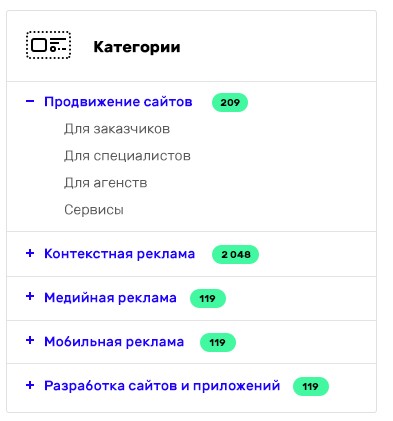 Категории
− Продвижение сайтов 209
Для заказчиков
Для специалистов
Для агенств
Сервисы
+ Контекстная реклама 2 048
+ Медийная реклама 119
+ Мобильная реклама 119
+ Разработка сайтов и приложений 119